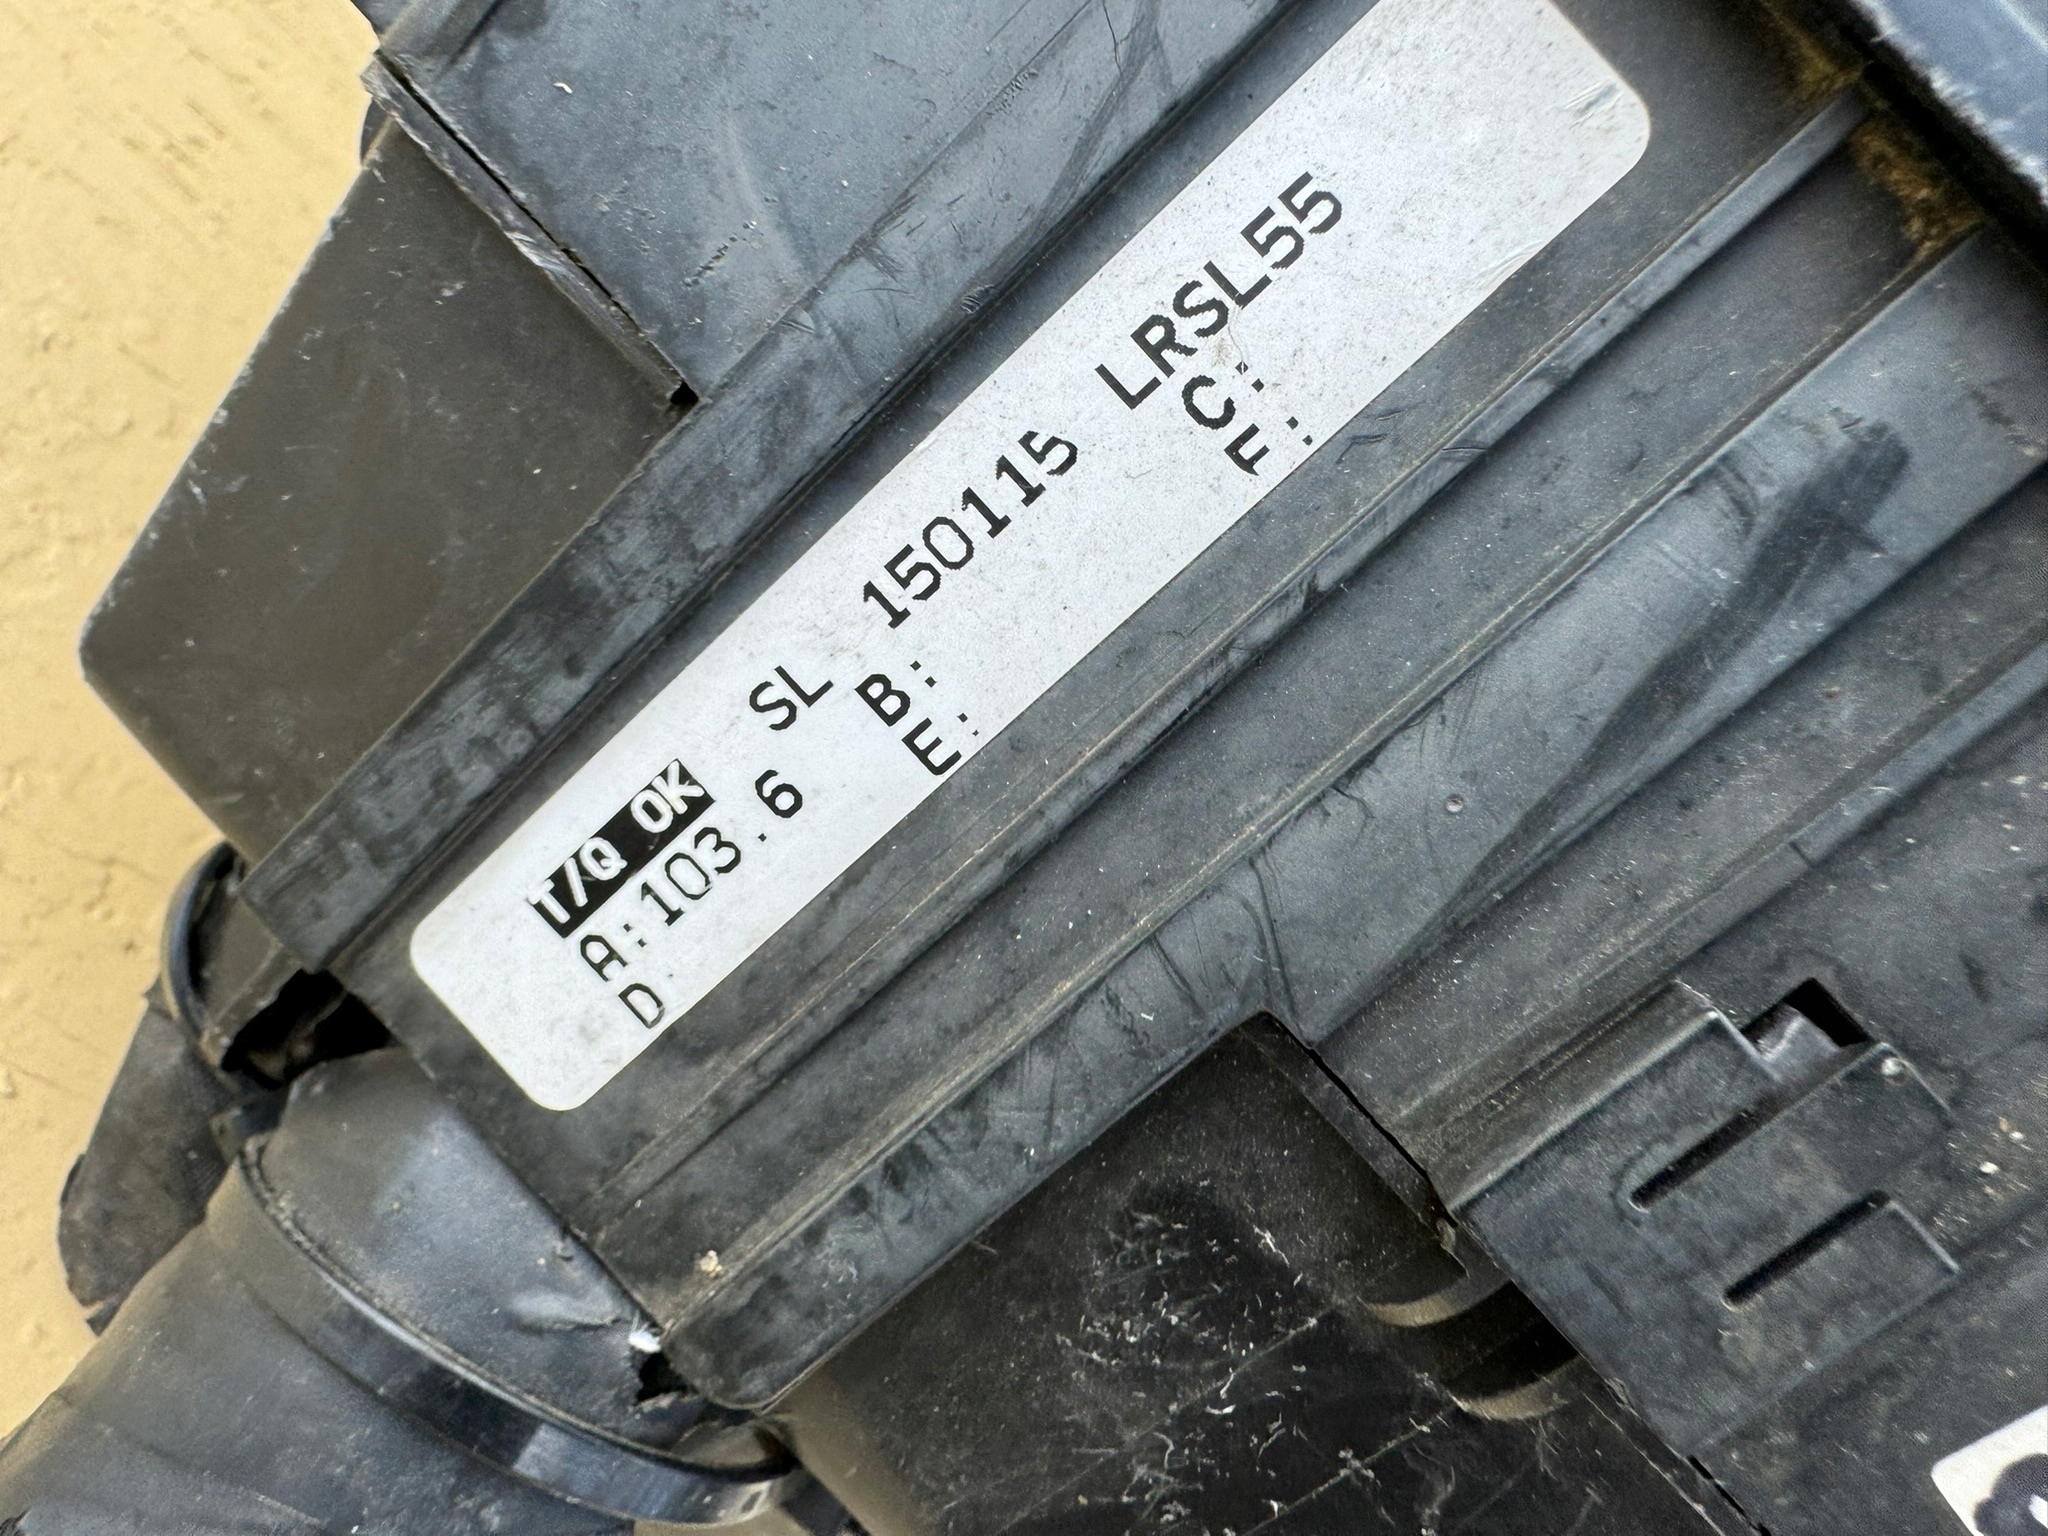 T/Q OK SL 150115 LRSL55
A:103.6 B: C:
D. E: F: